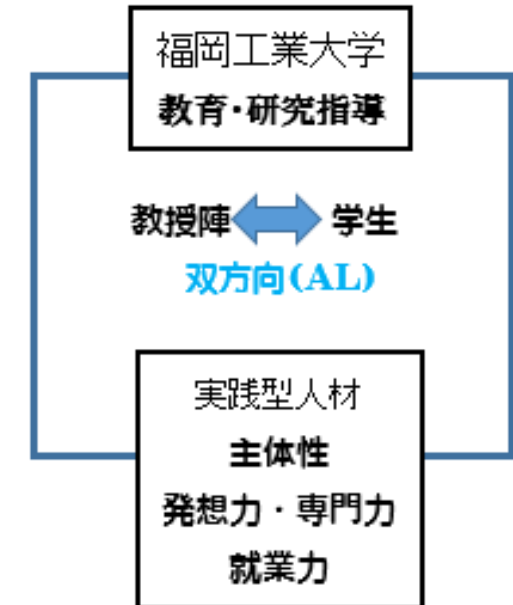 福岡工業大学
教育・研究指導
教授陣 学生
双方向(AL)
実践型人材
主体性
発想力・専門力
就業力